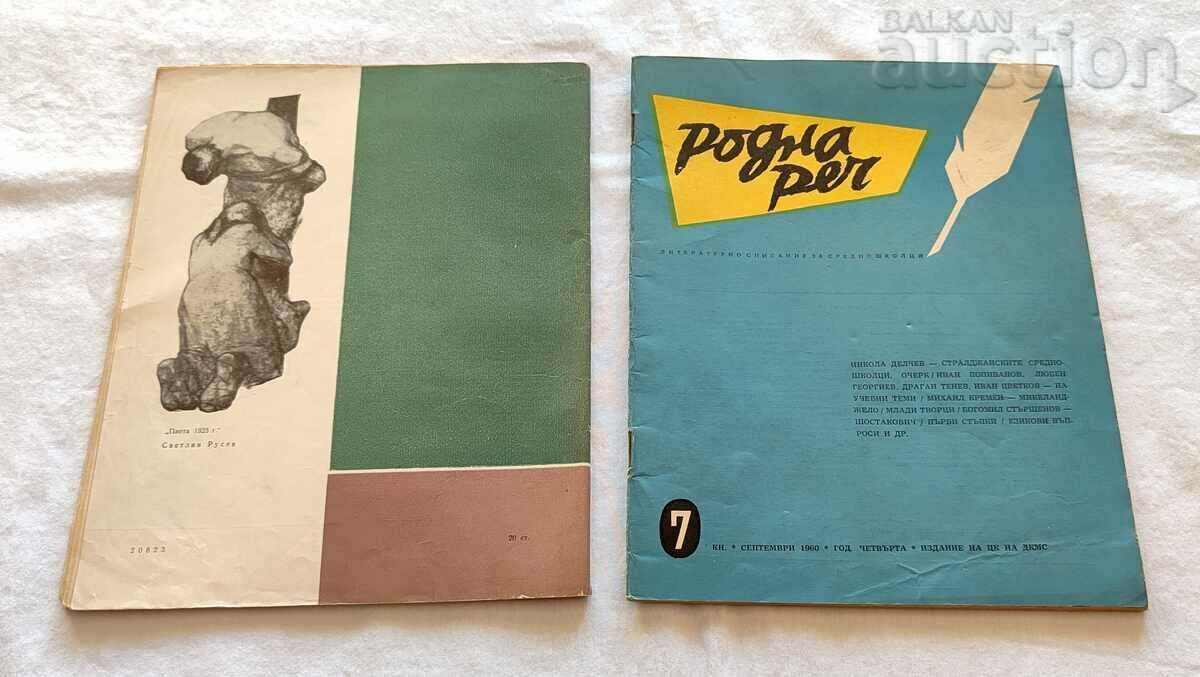 „Пиета 1923 г."
Светлин Русев
20823
20 ст.
BALKAN
auction
родна
реч
ЛИТЕРАТУРНО СПИСАНИЕ ЗА СРЕДНОШКОЛЦИ
НИКОЛА ДЕЛЧЕВ — СТРАЛДЖАНСКИТЕ СРЕДНО-
ШКОЛЦИ, ОЧЕРК / ИВАН ПОПИВАНОВ, ЛЮБЕН
ГЕОРГИЕВ, ДРАГАН ТЕНЕВ, ИВАН ЦВЕТКОВ — НА
УЧЕБНИ ТЕМИ / МИХАИЛ КРЕМЕН — МИКЕЛАНД-
ЖЕЛО / МЛАДИ ТВОРЦИ / БОГОМИЛ СТЪРШЕНОВ —
ШОСТАКОВИЧ / ПЪРВИ СТЪПКИ / ЕЗИКОВИ ВЪП-
РОСИ И ДР.
7
КН. • СЕПТЕМВРИ 1960 • ГОД. ЧЕТВЪРТА • ИЗДАНИЕ НА ЦК НА ДКМС